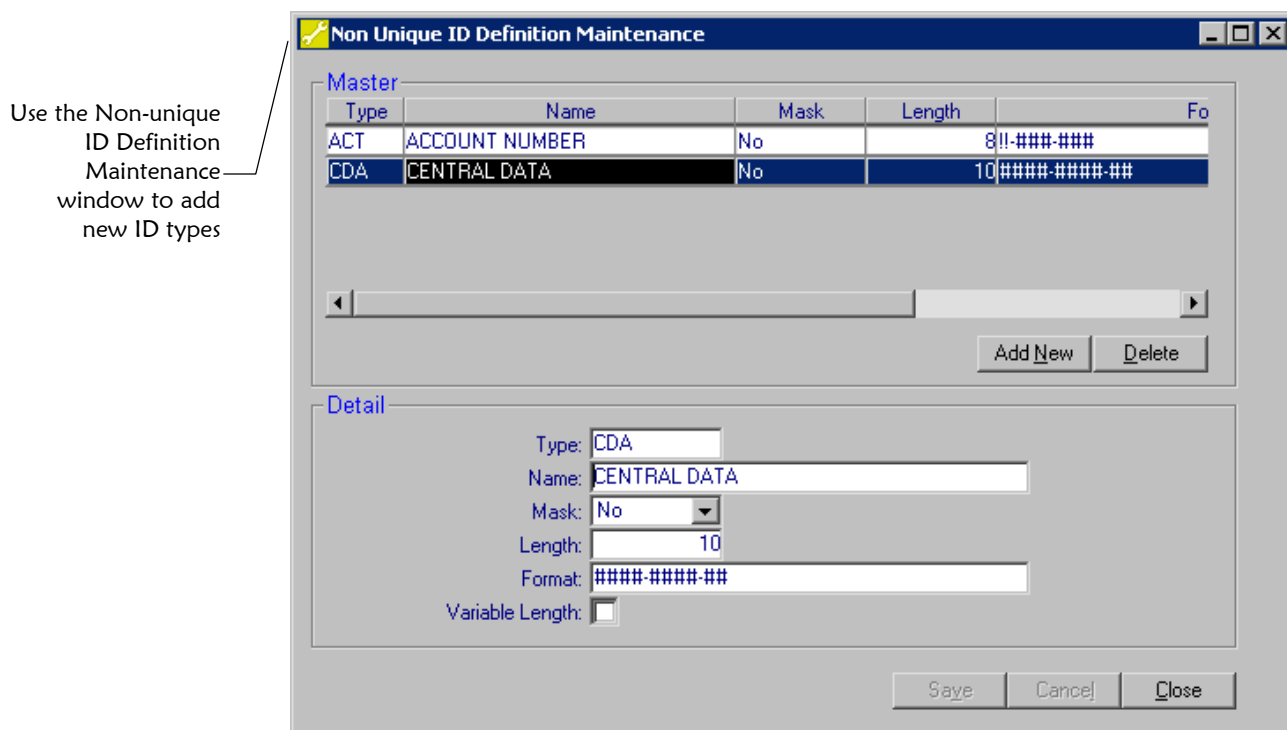 Use the Non-unique
ID Definition
Maintenance
window to add
new ID types
Non Unique ID Definition Maintenance
Master
Type Name Mask Length Fo
ACT ACCOUNT NUMBER No 8 !!-###-###
CDA CENTRAL DATA No 10 ####-####-##
Add New Delete
Detail
Type: CDA
Name: CENTRAL DATA
Mask: No
Length: 10
Format: ####-####-##
Variable Length:
Save Cancel Close